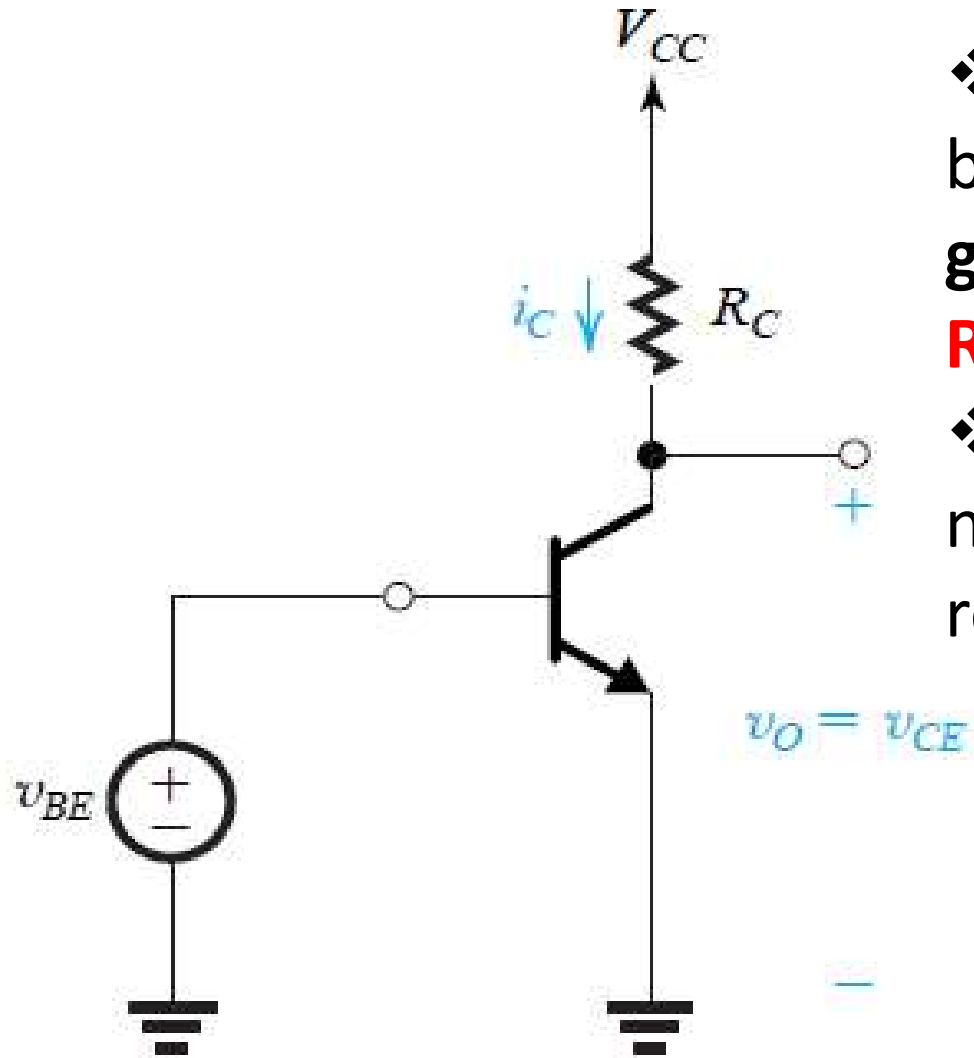 V_CC
❖
b
g
i_C
R_C
R
❖
+
n
r
v_O = v_CE
v_BE
+
−
−